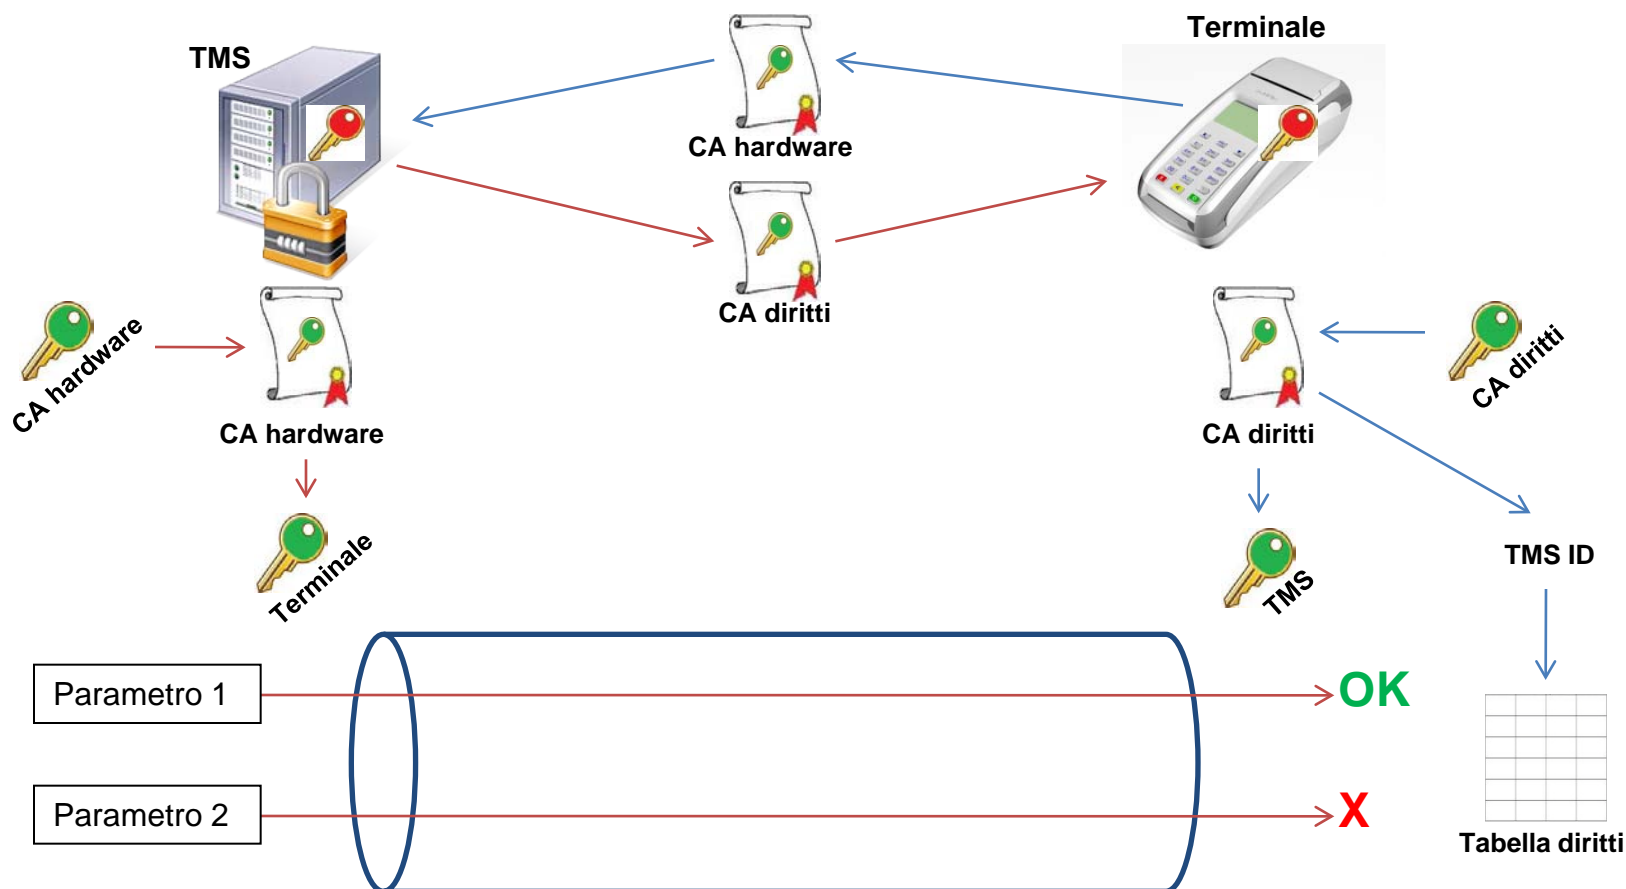 TMS
Terminale
CA hardware
CA diritti
CA hardware
CA hardware
CA diritti
CA diritti
Terminale
TMS
TMS ID
Parametro 1
OK
Parametro 2
X
Tabella diritti